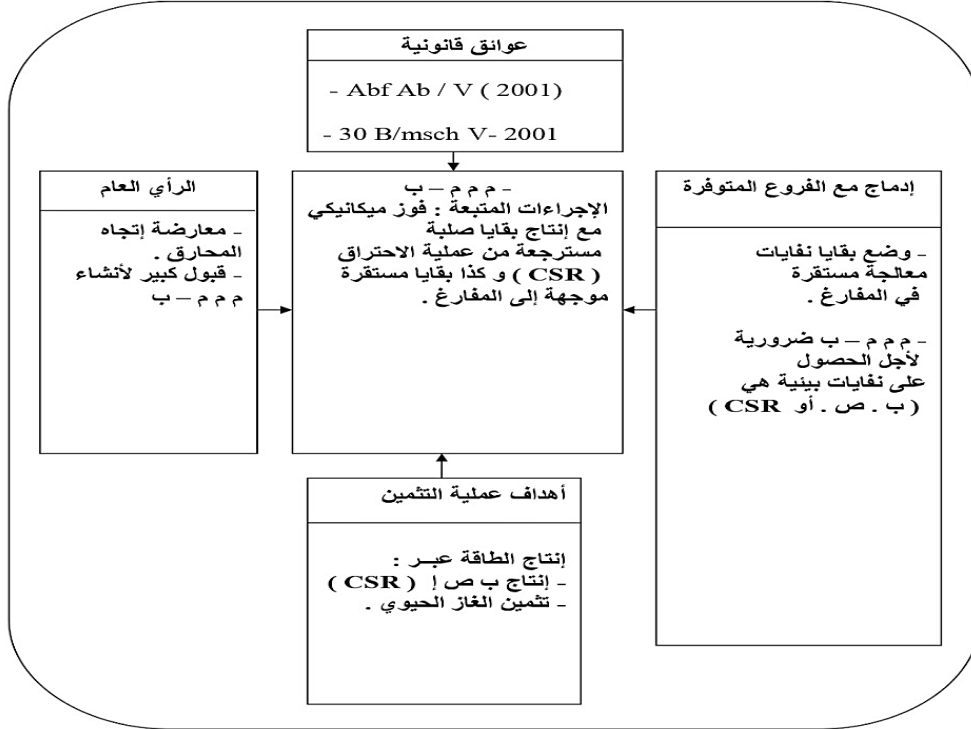 عوائق قانونية
- Abf Ab / V ( 2001)
- 30 B/msch V- 2001
إدماج مع الفروع المتوفرة
- وضع بقايا نفايات
معالجة مستقرة
في المفارغ .
- م م م – ب ضرورية
لأجل الحصول
على نفايات بينية هي
( ب . ص . أو CSR )
- م م م – ب
الإجراءات المتبعة : فوز ميكانيكي
مع إنتاج بقايا صلبة
مسترجعة من عملية الاحتراق
( CSR ) و كذا بقايا مستقرة
موجهة إلى المفارغ .
الرأي العام
- معارضة إتجاه
المحارق .
- قبول كبير لأنشاء
م م م – ب
أهداف عملية التثمين
إنتاج الطاقة عبـر :
- إنتاج ب ص إ ( CSR )
- تثمين الغاز الحيوي .